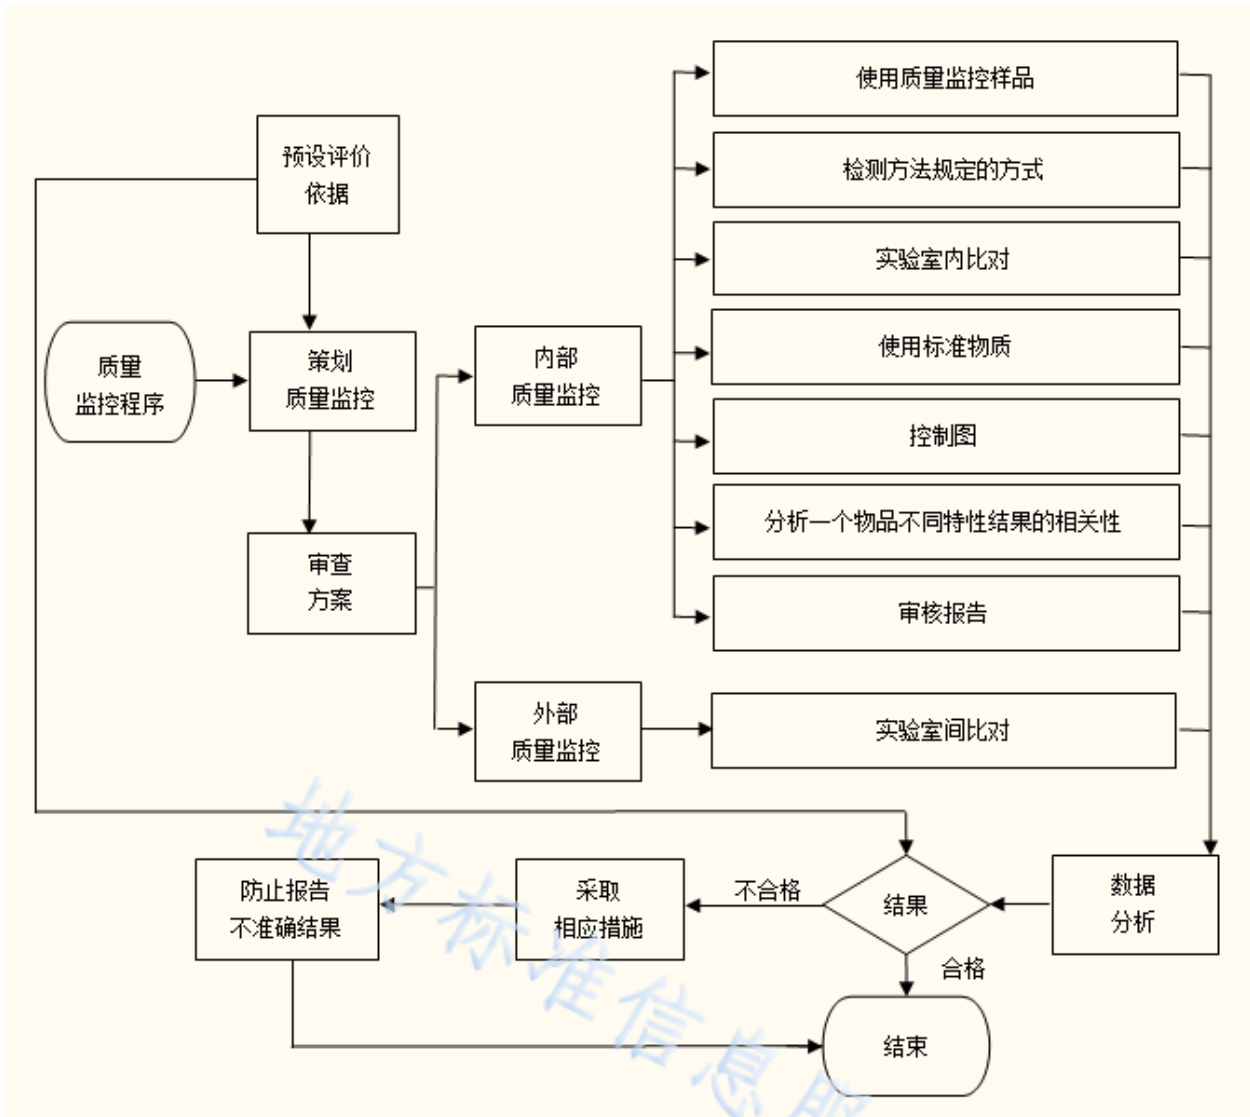 使用质量监控样品
预设评价
依据
检测方法规定的方式
实验室内比对
质量
监控程序
策划
质量监控
内部
质量监控
使用标准物质
控制图
分析一个物品不同特性结果的相关性
审查
方案
审核报告
外部
质量监控
实验室间比对
防止报告
不准确结果
采取
相应措施
不合格
结果
数据
分析
合格
结束
地方标准信息服